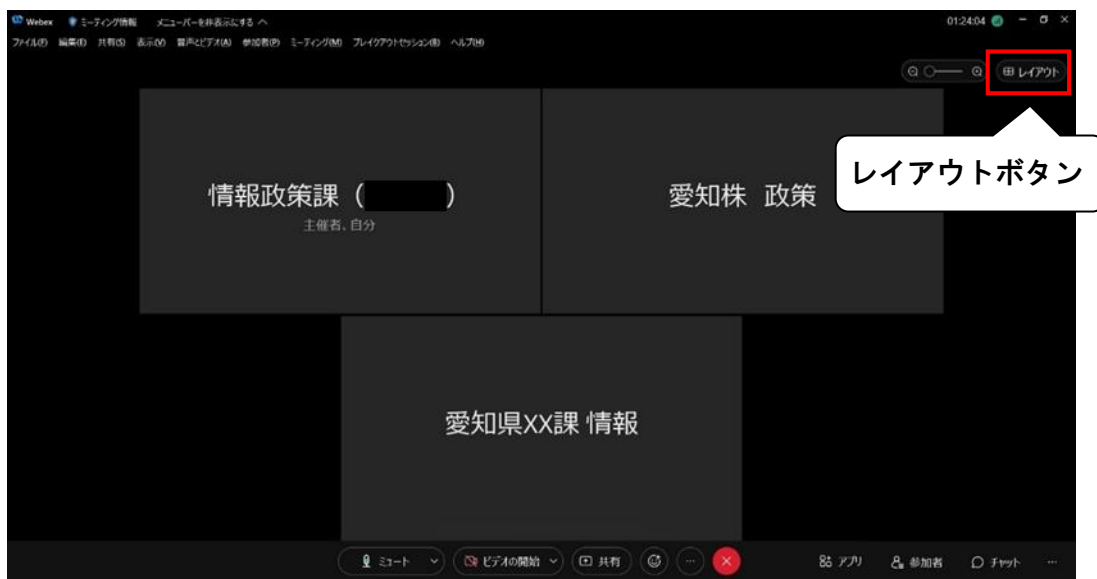 Webex ミーティング情報 メニューバーを非表示にする へ 01:24:04
ファイル(F) 編集(E) 共有(S) 表示(V) 音声とビデオ(A) 参加者(P) ミーティング(M) ブレイクアウトセッション(B) ヘルプ(H)
レイアウト
レイアウトボタン
情報政策課（ ）
主催者、自分
愛知株 政策
愛知県XX課 情報
ミュート ビデオの開始 共有 アプリ 参加者 チャット